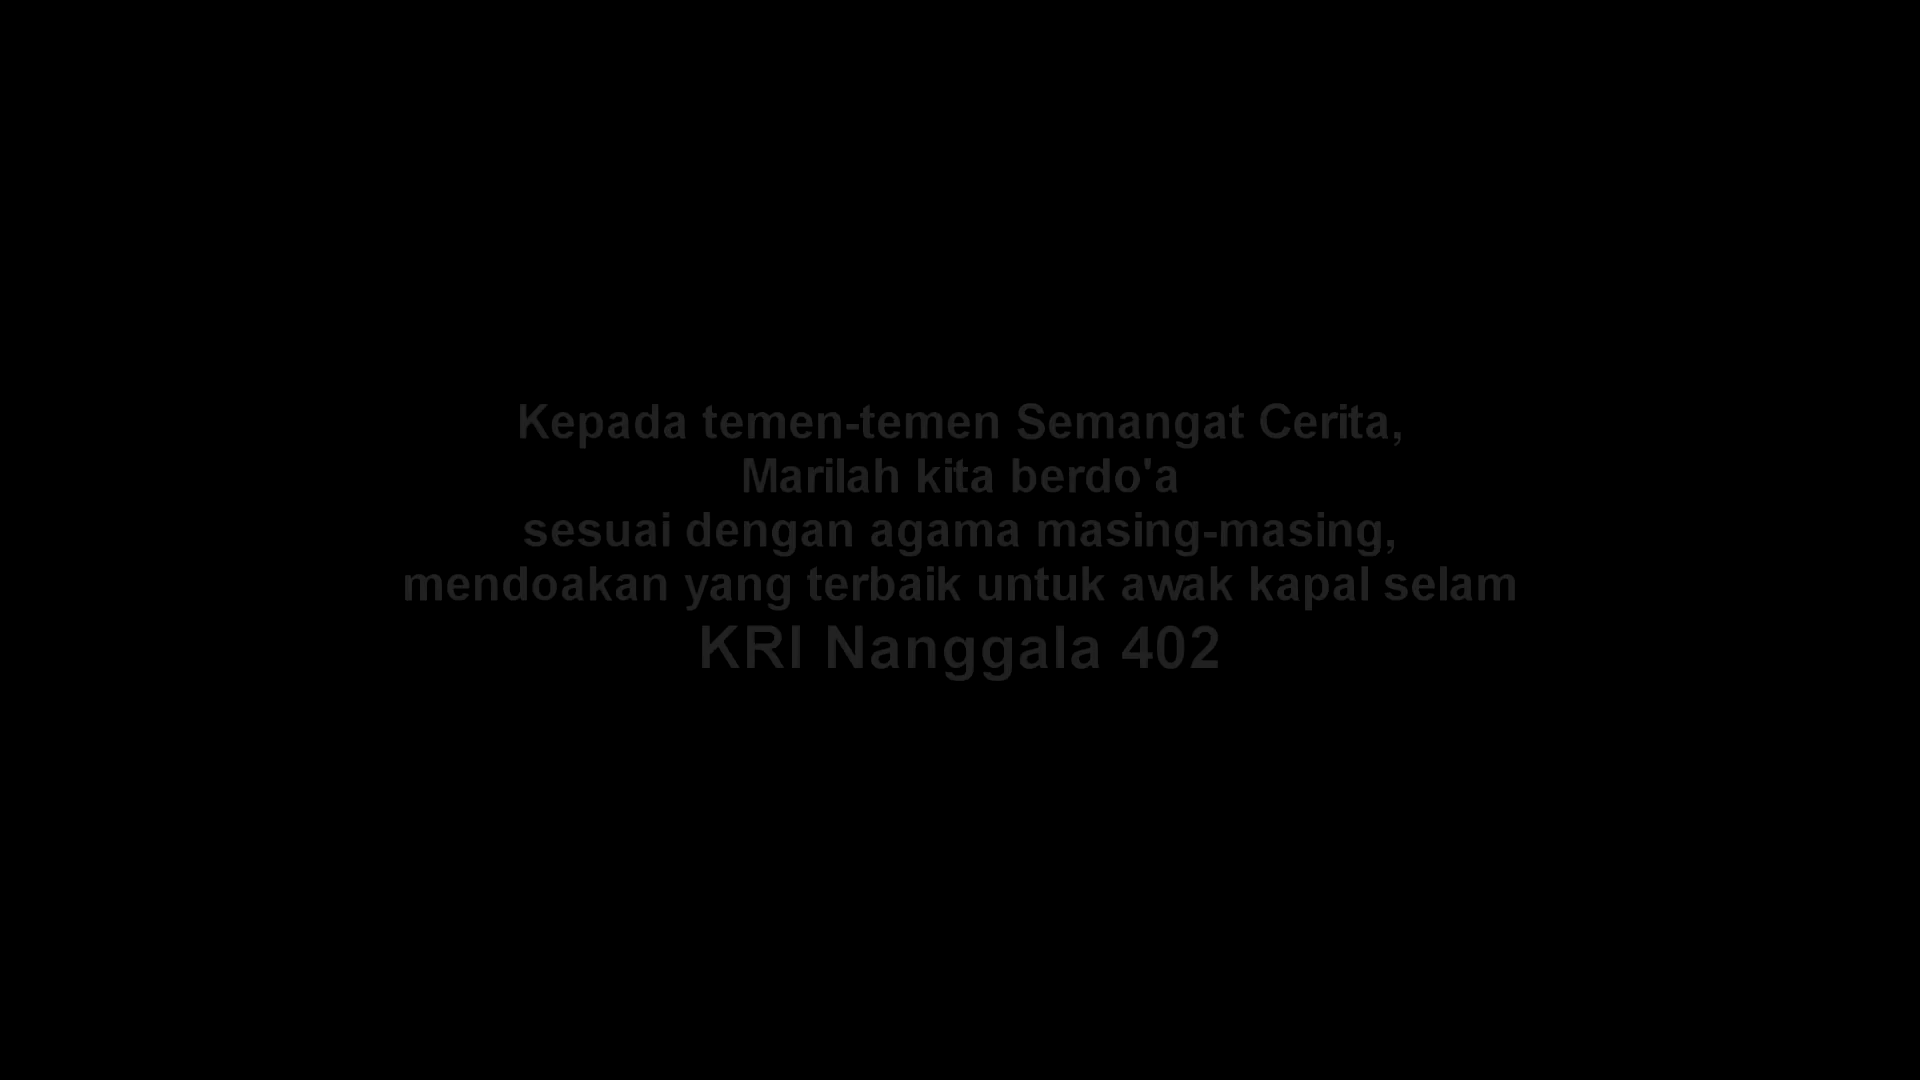 Kepada temen-temen Semangat Cerita,
Marilah kita berdo'a
sesuai dengan agama masing-masing,
mendoakan yang terbaik untuk awak kapal selam
KRI Nanggala 402